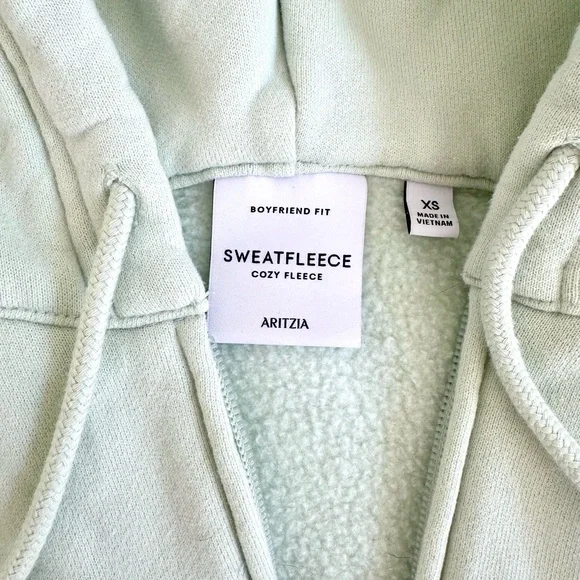 BOYFRIEND FIT
SWEATFLEECE
COZY FLEECE
ARITZIA
XS
MADE IN
VIETNAM